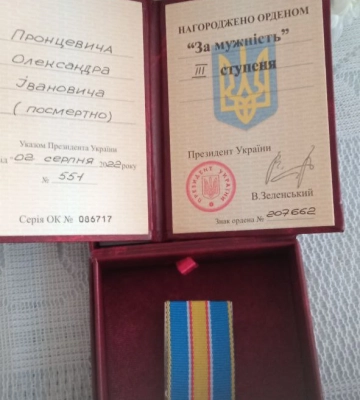 Пронцевича
Олександра
Івановича
(посмертно)
Указом Президента України
від "02" серпня 2022 року
№ 551
Серія ОК № 086717
НАГОРОДЖЕНО ОРДЕНОМ
“За мужність”
III ступеня
Президент України
В.Зеленський
Знак ордена № 207662